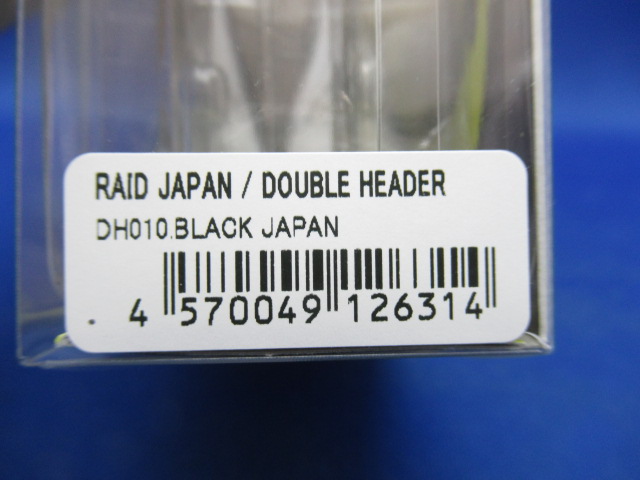 RAID JAPAN / DOUBLE HEADER
DH010.BLACK JAPAN
4 570049 126314